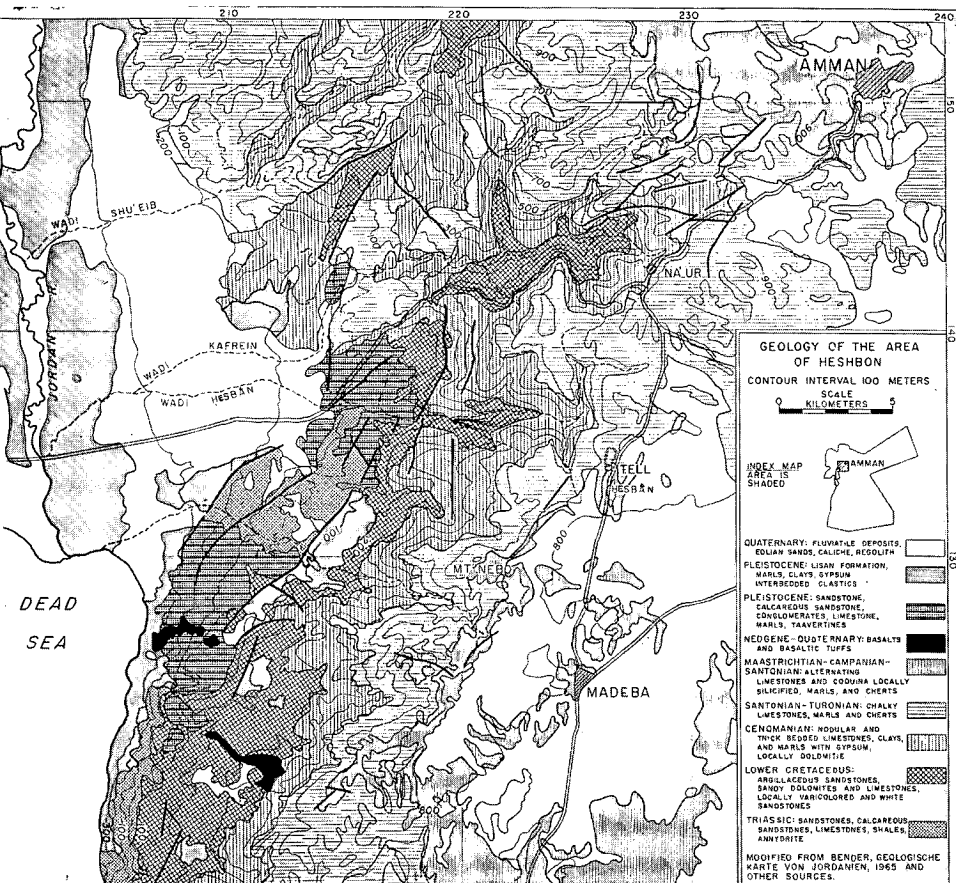 210
220
230
240
AMMAN
150
900
800
700
500
WADI SHU'EIB
NA'UR
900
140
WADI KAFREIN
WADI HESBAN
JORDAN
TELL
HESBAN
800
MT. NEBO
130
DEAD
SEA
MADEBA
800
GEOLOGY OF THE AREA
OF HESHBON
CONTOUR INTERVAL 100 METERS
SCALE
0 KILOMETERS 5
INDEX MAP
AREA IS
SHADED
AMMAN
QUATERNARY: FLUVIATILE DEPOSITS,
EOLIAN SANDS, CALICHE, REGOLITH
PLEISTOCENE: LISAN FORMATION,
MARLS, CLAYS, GYPSUM
INTERBEDDED CLASTICS
PLEISTOCENE: SANDSTONE,
CALCAREOUS SANDSTONE,
CONGLOMERATES, LIMESTONE,
MARLS, TAAVERTINES
NEOGENE-QUATERNARY: BASALTS
AND BASALTIC TUFFS
MAASTRICHTIAN-CAMPANIAN-
SANTONIAN: ALTERNATING
LIMESTONES AND COQUINA LOCALLY
SILICIFIED, MARLS, AND CHERTS
SANTONIAN-TURONIAN: CHALKY
LIMESTONES, MARLS AND CHERTS
CENOMANIAN: NODULAR AND
THICK BEDDED LIMESTONES, CLAYS,
AND MARLS WITH GYPSUM,
LOCALLY DOLOMITIC
LOWER CRETACEOUS:
ARGILLACEOUS SANDSTONES,
SANDY DOLOMITES AND LIMESTONES,
LOCALLY VARICOLORED AND WHITE
SANDSTONES
TRIASSIC: SANDSTONES, CALCAREOUS
SANDSTONES, LIMESTONES, SHALES,
ANHYDRITE
MODIFIED FROM BENDER, GEOLOGISCHE
KARTE VON JORDANIEN, 1965 AND
OTHER SOURCES.